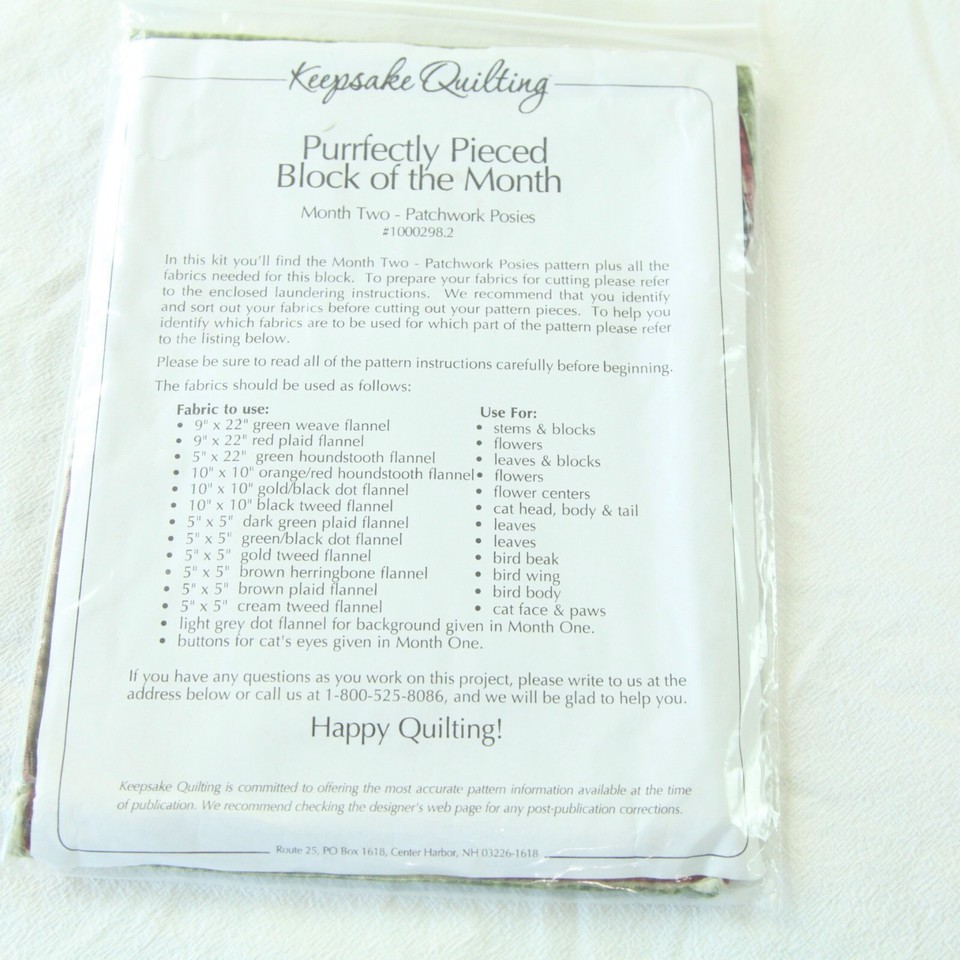 Keepsake Quilting
Purrfectly Pieced
Block of the Month
Month Two - Patchwork Posies
#1000298.2
In this kit you'll find the Month Two - Patchwork Posies pattern plus all the
fabrics needed for this block. To prepare your fabrics for cutting please refer
to the enclosed laundering instructions. We recommend that you identify
and sort out your fabrics before cutting out your pattern pieces. To help you
identify which fabrics are to be used for which part of the pattern please refer
to the listing below.
Please be sure to read all of the pattern instructions carefully before beginning.
The fabrics should be used as follows:
Fabric to use: Use For:
• 9" x 22" green weave flannel • stems & blocks
• 9" x 22" red plaid flannel • flowers
• 5" x 22" green houndstooth flannel • leaves & blocks
• 10" x 10" orange/red houndstooth flannel • flowers
• 10" x 10" gold/black dot flannel • flower centers
• 10" x 10" black tweed flannel • cat head, body & tail
• 5" x 5" dark green plaid flannel • leaves
• 5" x 5" green/black dot flannel • leaves
• 5" x 5" gold tweed flannel • bird beak
• 5" x 5" brown herringbone flannel • bird wing
• 5" x 5" brown plaid flannel • bird body
• 5" x 5" cream tweed flannel • cat face & paws
• light grey dot flannel for background given in Month One.
• buttons for cat's eyes given in Month One.
If you have any questions as you work on this project, please write to us at the
address below or call us at 1-800-525-8086, and we will be glad to help you.
Happy Quilting!
Keepsake Quilting is committed to offering the most accurate pattern information available at the time
of publication. We recommend checking the designer's web page for any post-publication corrections.
Route 25, PO Box 1618, Center Harbor, NH 03226-1618